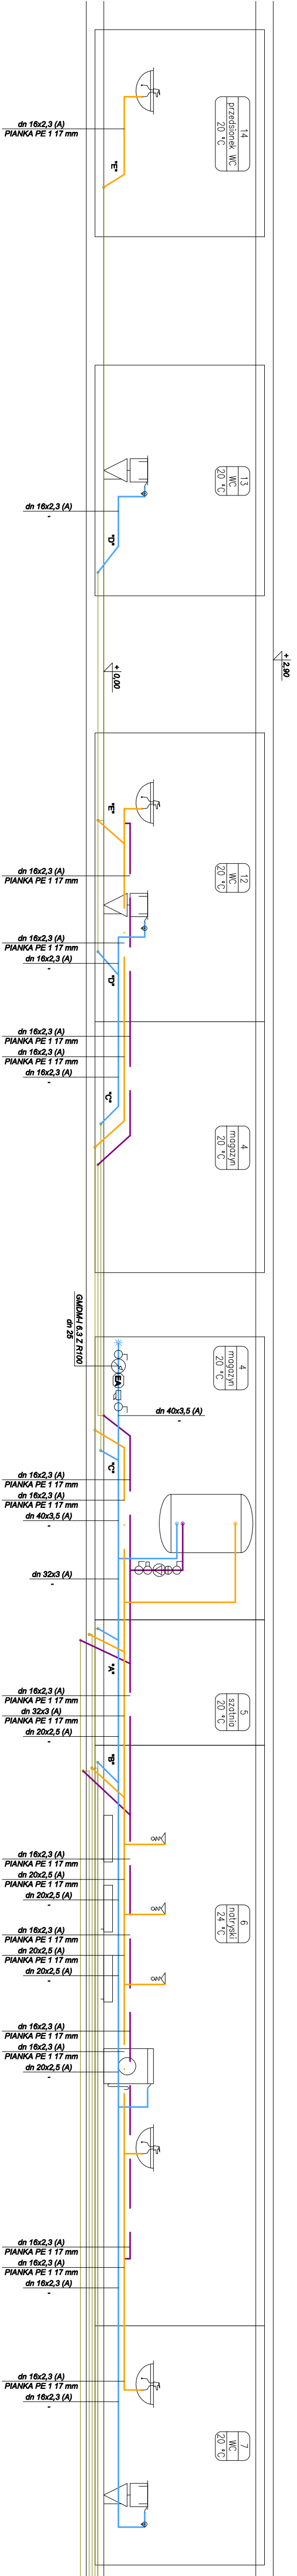 14
przedsionek WC
20 °C
dn 16x2,3 (A)
PIANKA PE 1 17 mm
"E"
13
WC
20 °C
dn 16x2,3 (A)
-
"D"
+ 2,90
+ 0,00
12
WC
20 °C
"E"
dn 16x2,3 (A)
PIANKA PE 1 17 mm
dn 16x2,3 (A)
PIANKA PE 1 17 mm
dn 16x2,3 (A)
-
"D"
dn 16x2,3 (A)
PIANKA PE 1 17 mm
dn 16x2,3 (A)
PIANKA PE 1 17 mm
dn 16x2,3 (A)
-
"C"
4
magazyn
20 °C
4
magazyn
20 °C
EA
GMDM-I 6.3 Z R100
dn 25
dn 40x3,5 (A)
-
"C"
dn 16x2,3 (A)
PIANKA PE 1 17 mm
dn 16x2,3 (A)
PIANKA PE 1 17 mm
dn 40x3,5 (A)
-
dn 32x3 (A)
-
"A"
5
szatnia
20 °C
dn 16x2,3 (A)
PIANKA PE 1 17 mm
dn 32x3 (A)
PIANKA PE 1 17 mm
dn 20x2,5 (A)
-
"B"
6
natryski
24 °C
dn 16x2,3 (A)
PIANKA PE 1 17 mm
dn 20x2,5 (A)
PIANKA PE 1 17 mm
dn 20x2,5 (A)
-
dn 16x2,3 (A)
PIANKA PE 1 17 mm
dn 20x2,5 (A)
PIANKA PE 1 17 mm
dn 20x2,5 (A)
-
dn 16x2,3 (A)
PIANKA PE 1 17 mm
dn 16x2,3 (A)
PIANKA PE 1 17 mm
dn 20x2,5 (A)
-
dn 16x2,3 (A)
PIANKA PE 1 17 mm
dn 16x2,3 (A)
PIANKA PE 1 17 mm
dn 16x2,3 (A)
-
7
WC
20 °C
dn 16x2,3 (A)
PIANKA PE 1 17 mm
dn 16x2,3 (A)
-